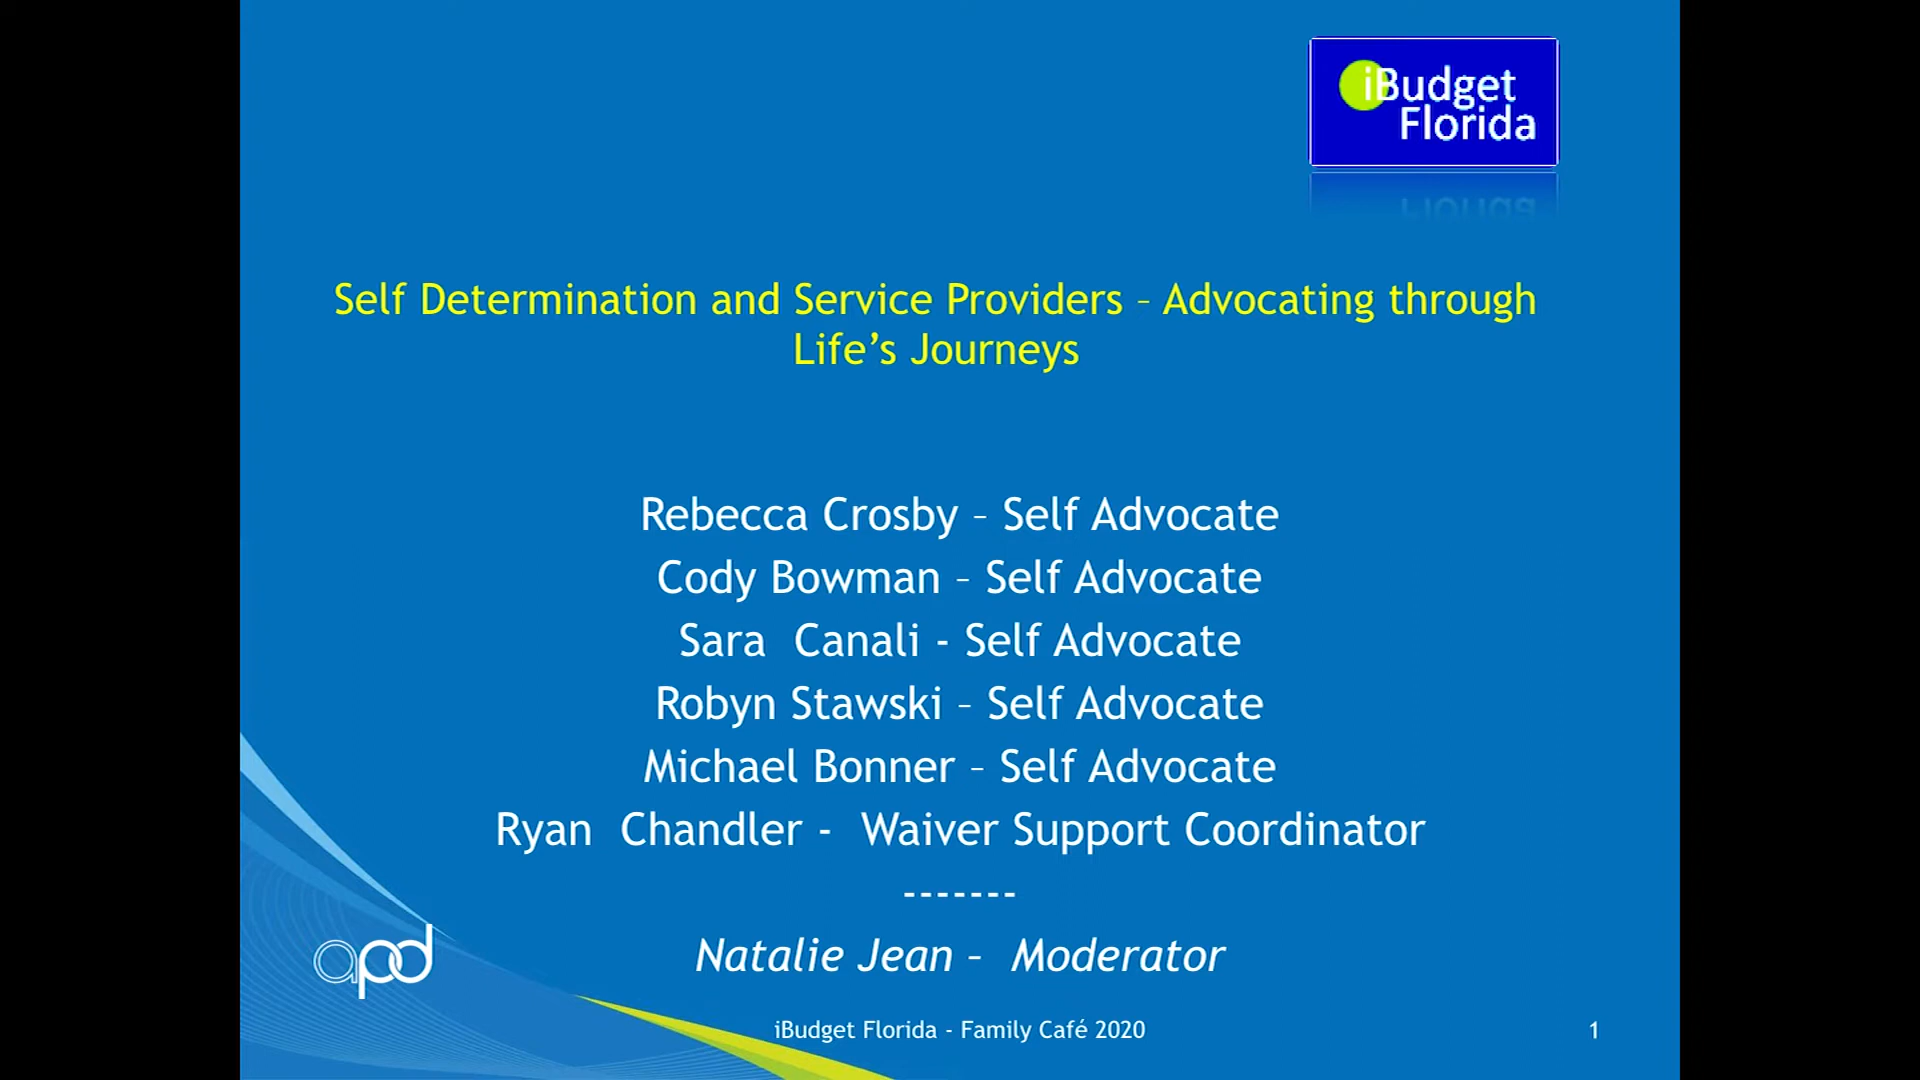 iBudget
Florida
Self Determination and Service Providers – Advocating through
Life’s Journeys
Rebecca Crosby – Self Advocate
Cody Bowman – Self Advocate
Sara  Canali - Self Advocate
Robyn Stawski – Self Advocate
Michael Bonner – Self Advocate
Ryan  Chandler -  Waiver Support Coordinator
-------
Natalie Jean –  Moderator
apd
iBudget Florida - Family Café 2020
1